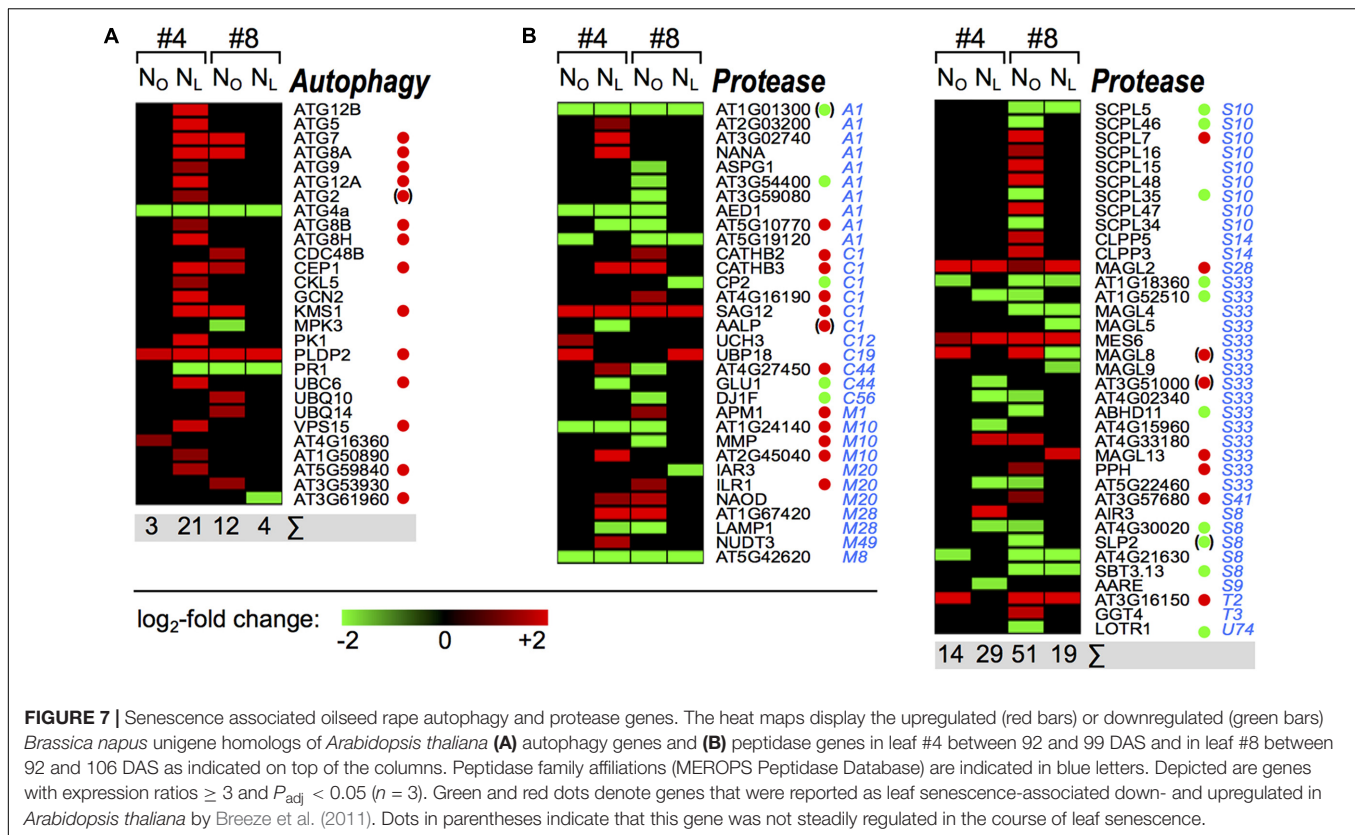 A
#4 #8
NO NL NO NL Autophagy
ATG12B
ATG5
ATG7
ATG8A
ATG9
ATG12A
ATG2 ( )
ATG4a
ATG8B
ATG8H
CDC48B
CEP1
CKL5
GCN2
KMS1
MPK3
PK1
PLDP2
PR1
UBC6
UBQ10
UBQ14
VPS15
AT4G16360
AT1G50890
AT5G59840
AT3G53930
AT3G61960
3 21 12 4 Σ
B
#4 #8
NO NL NO NL Protease
AT1G01300 ( ) A1
AT2G03200 A1
AT3G02740 A1
NANA A1
ASPG1 A1
AT3G54400 A1
AT3G59080 A1
AED1 A1
AT5G10770 A1
AT5G19120 A1
CATHB2 C1
CATHB3 C1
CP2 C1
AT4G16190 C1
SAG12 C1
AALP ( ) C1
UCH3 C12
UBP18 C19
AT4G27450 C44
GLU1 C44
DJ1F C56
APM1 M1
AT1G24140 M10
MMP M10
AT2G45040 M10
IAR3 M20
ILR1 M20
NAOD M20
AT1G67420 M28
LAMP1 M28
NUDT3 M49
AT5G42620 M8
#4 #8
NO NL NO NL Protease
SCPL5 S10
SCPL46 S10
SCPL7 S10
SCPL16 S10
SCPL15 S10
SCPL48 S10
SCPL35 S10
SCPL47 S10
SCPL34 S10
CLPP5 S14
CLPP3 S14
MAGL2 S28
AT1G18360 S33
AT1G52510 S33
MAGL4 S33
MAGL5 S33
MES6 S33
MAGL8 ( ) S33
MAGL9 S33
AT3G51000 ( ) S33
AT4G02340 S33
ABHD11 S33
AT4G15960 S33
AT4G33180 S33
MAGL13 S33
PPH S33
AT5G22460 S33
AT3G57680 S41
AIR3 S8
AT4G30020 S8
SLP2 ( ) S8
AT4G21630 S8
SBT3.13 S8
AARE S9
AT3G16150 T2
GGT4 T3
LOTR1 U74
14 29 51 19 Σ
log2-fold change:
-2 0 +2
FIGURE 7 | Senescence associated oilseed rape autophagy and protease genes. The heat maps display the upregulated (red bars) or downregulated (green bars)
Brassica napus unigene homologs of Arabidopsis thaliana (A) autophagy genes and (B) peptidase genes in leaf #4 between 92 and 99 DAS and in leaf #8 between
92 and 106 DAS as indicated on top of the columns. Peptidase family affiliations (MEROPS Peptidase Database) are indicated in blue letters. Depicted are genes
with expression ratios ≥ 3 and Padj < 0.05 (n = 3). Green and red dots denote genes that were reported as leaf senescence-associated down- and upregulated in
Arabidopsis thaliana by Breeze et al. (2011). Dots in parentheses indicate that this gene was not steadily regulated in the course of leaf senescence.